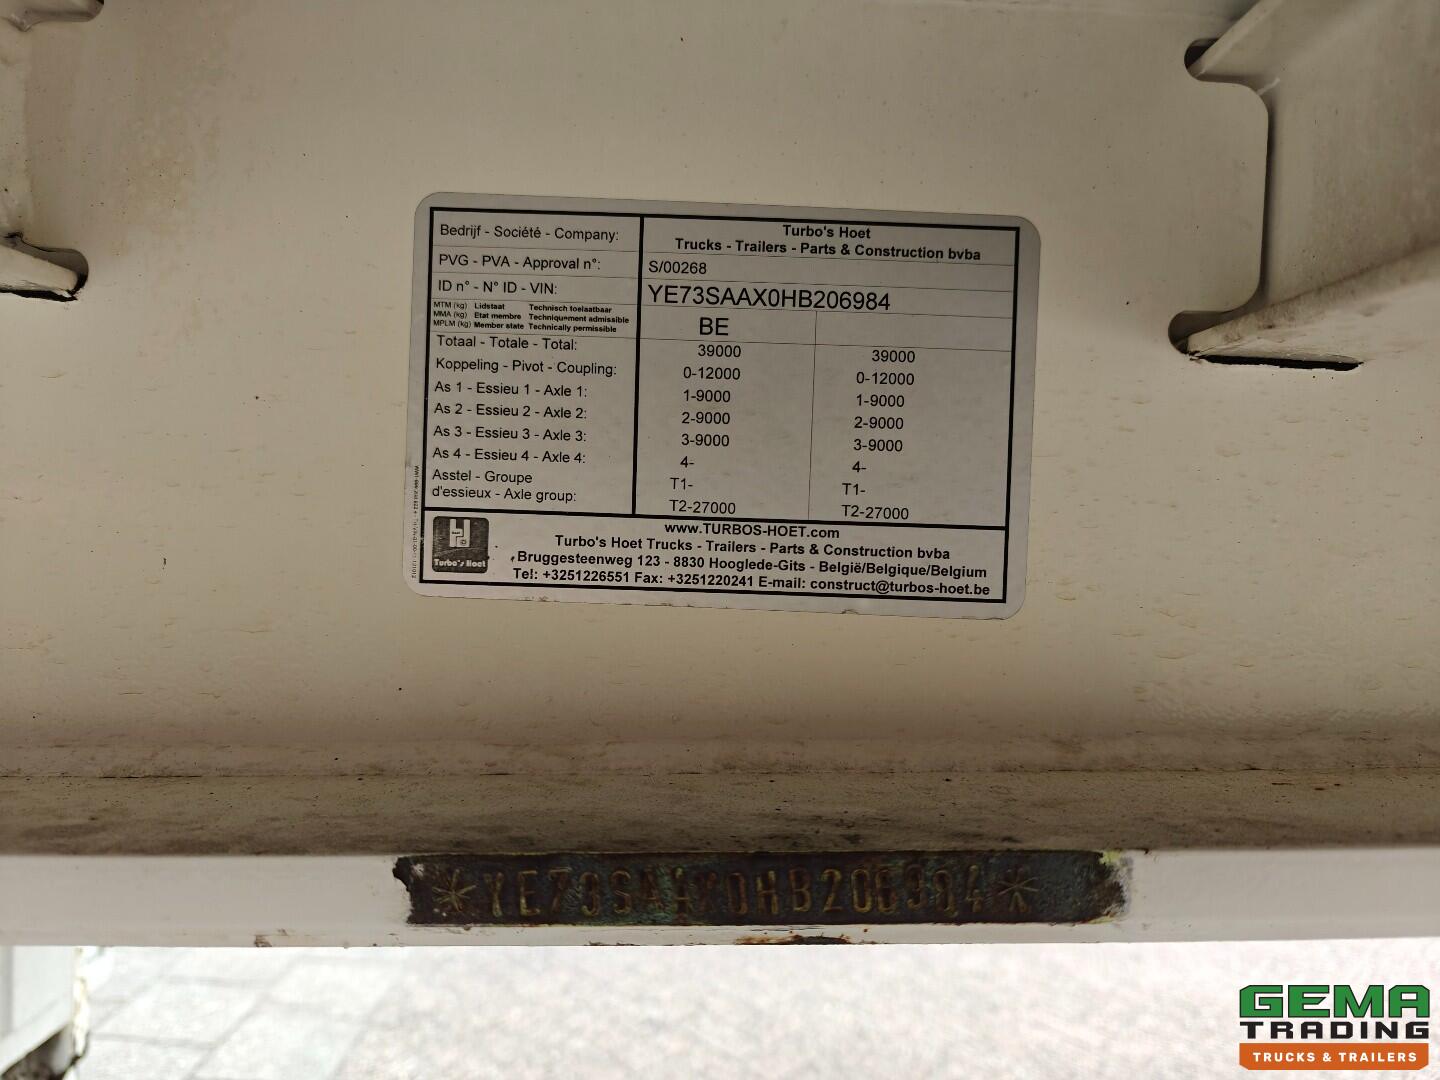 Bedrijf - Société - Company:
Turbo's Hoet
Trucks - Trailers - Parts & Construction bvba
PVG - PVA - Approval n°:
S/00268
ID n° - N° ID - VIN:
YE73SAAX0HB206984
MTM (kg) Lidstaat Technisch toelaatbaar
MMA (kg) Etat membre Techniquement admissible
MPLM (kg) Member state Technically permissible
BE
Totaal - Totale - Total: 39000 39000
Koppeling - Pivot - Coupling: 0-12000 0-12000
As 1 - Essieu 1 - Axle 1: 1-9000 1-9000
As 2 - Essieu 2 - Axle 2: 2-9000 2-9000
As 3 - Essieu 3 - Axle 3: 3-9000 3-9000
As 4 - Essieu 4 - Axle 4: 4- 4-
Asstel - Groupe T1- T1-
d'essieux - Axle group: T2-27000 T2-27000
www.TURBOS-HOET.com
Turbo's Hoet Trucks - Trailers - Parts & Construction bvba
Bruggesteenweg 123 - 8830 Hooglede-Gits - België/Belgique/Belgium
Tel: +3251226551 Fax: +3251220241 E-mail: construct@turbos-hoet.be
Turbo's Hoet
*YE73SAAX0HB206984*
GEMA
TRADING
TRUCKS & TRAILERS